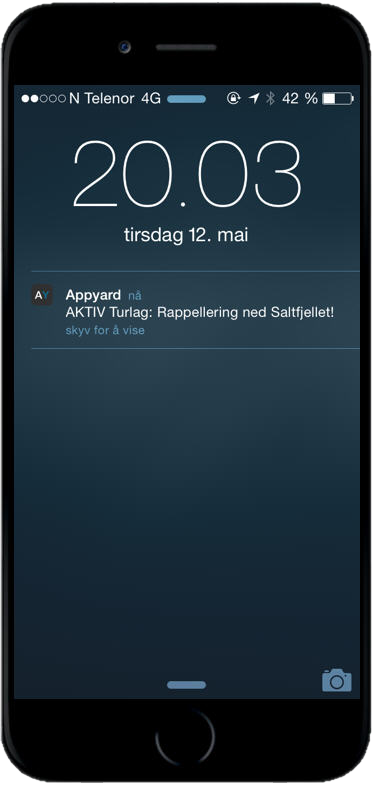 N Telenor 4G 42 %
20.03
tirsdag 12. mai
AY
Appyard nå
AKTIV Turlag: Rappellering ned Saltfjellet!
skyv for å vise